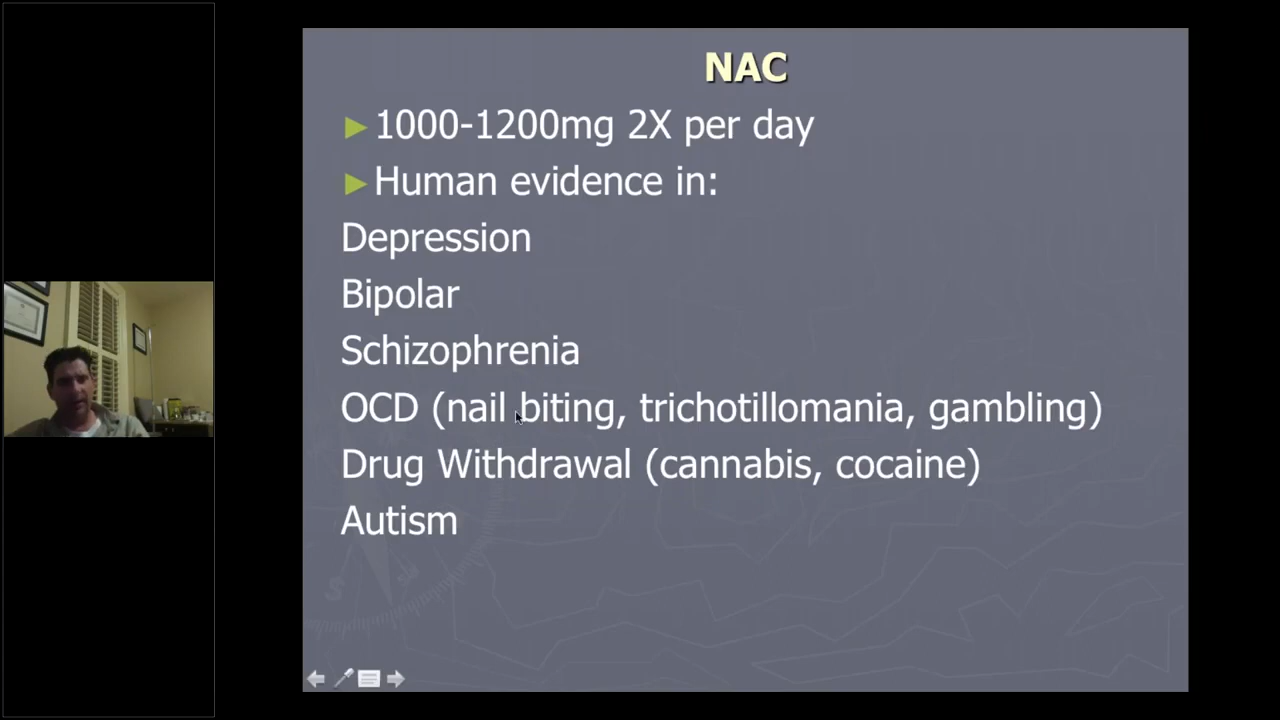 NAC
►1000-1200mg 2X per day
►Human evidence in:
Depression
Bipolar
Schizophrenia
OCD (nail biting, trichotillomania, gambling)
Drug Withdrawal (cannabis, cocaine)
Autism